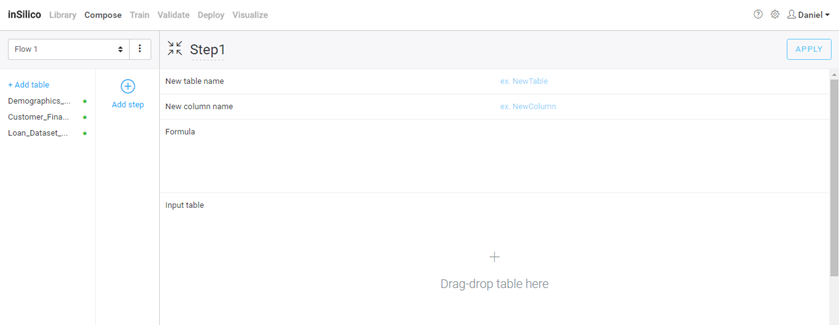 inSilico Library Compose Train Validate Deploy Visualize Daniel
Flow 1
Step1
APPLY
+ Add table
Demographics_...
Customer_Fina...
Loan_Dataset_...
Add step
New table name ex. NewTable
New column name ex. NewColumn
Formula
Input table
Drag-drop table here